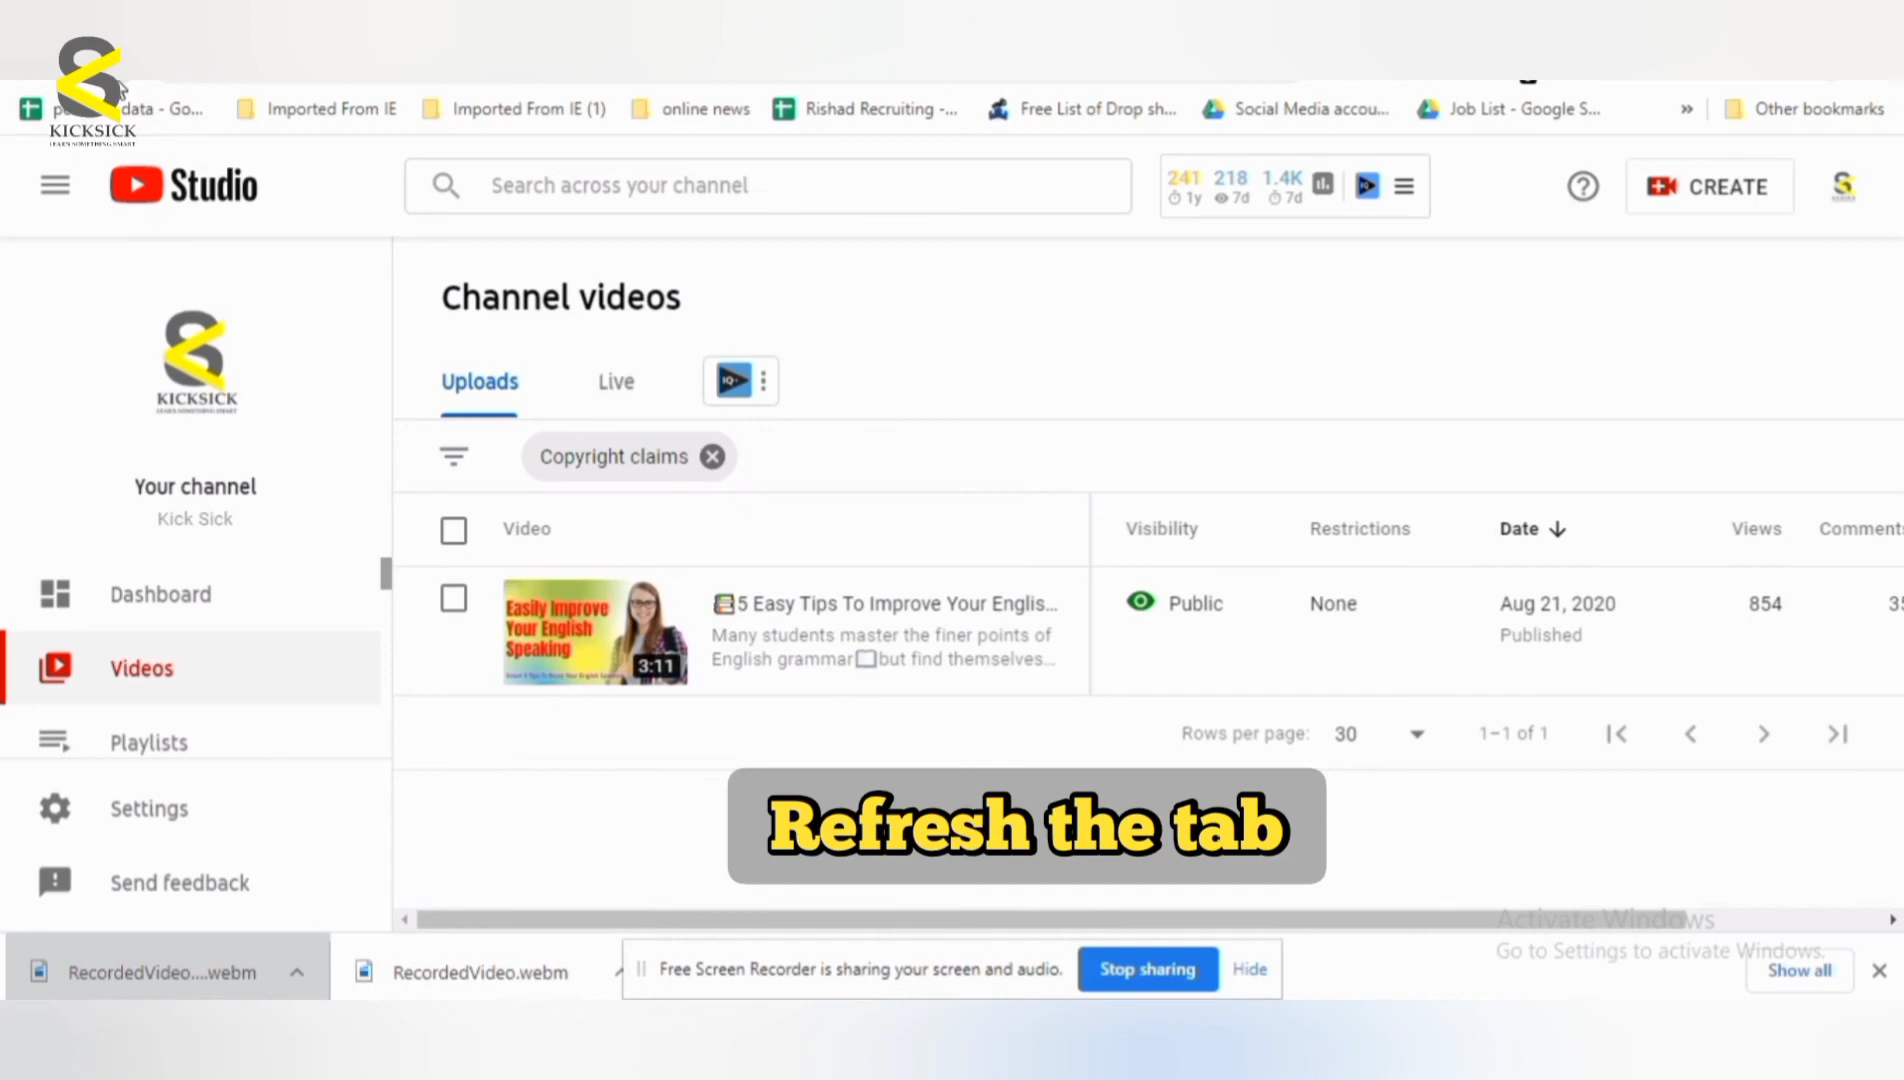 KICKSICK
LEARN SOMETHING SMART
data - Go...
Imported From IE
Imported From IE (1)
online news
Rishad Recruiting -...
Free List of Drop sh...
Social Media accou...
Job List - Google S...
»
Other bookmarks
Studio
Search across your channel
241 218 1.4K
1y 7d 7d
CREATE
Channel videos
Uploads
Live
IQ
KICKSICK
LEARN SOMETHING SMART
Copyright claims
Your channel
Kick Sick
Video
Visibility
Restrictions
Date
Views
Comment
Dashboard
Videos
Playlists
Settings
Send feedback
Easily Improve
Your English
Speaking
3:11
5 Easy Tips To Improve Your Englis...
Many students master the finer points of
English grammar but find themselves...
Public
None
Aug 21, 2020
Published
854
Rows per page: 30
1–1 of 1
Refresh the tab
Activate Windows
Go to Settings to activate Windows.
RecordedVideo....webm
RecordedVideo.webm
Free Screen Recorder is sharing your screen and audio.
Stop sharing
Hide
Show all